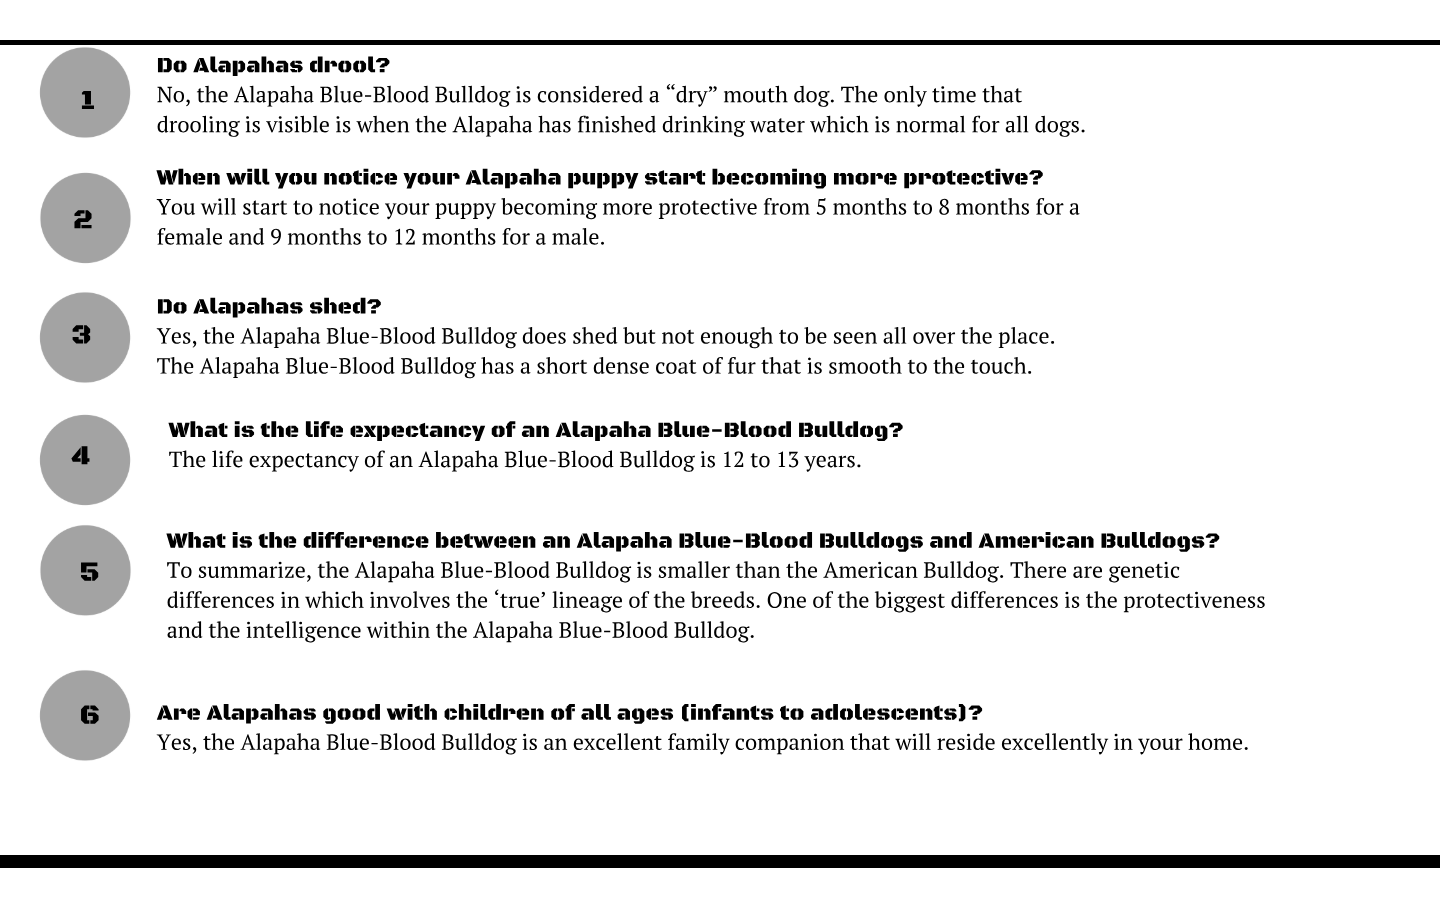 1
Do Alapahas drool?
No, the Alapaha Blue-Blood Bulldog is considered a “dry” mouth dog. The only time that
drooling is visible is when the Alapaha has finished drinking water which is normal for all dogs.
2
When will you notice your Alapaha puppy start becoming more protective?
You will start to notice your puppy becoming more protective from 5 months to 8 months for a
female and 9 months to 12 months for a male.
3
Do Alapahas shed?
Yes, the Alapaha Blue-Blood Bulldog does shed but not enough to be seen all over the place.
The Alapaha Blue-Blood Bulldog has a short dense coat of fur that is smooth to the touch.
4
What is the life expectancy of an Alapaha Blue-Blood Bulldog?
The life expectancy of an Alapaha Blue-Blood Bulldog is 12 to 13 years.
5
What is the difference between an Alapaha Blue-Blood Bulldogs and American Bulldogs?
To summarize, the Alapaha Blue-Blood Bulldog is smaller than the American Bulldog. There are genetic
differences in which involves the ‘true’ lineage of the breeds. One of the biggest differences is the protectiveness
and the intelligence within the Alapaha Blue-Blood Bulldog.
6
Are Alapahas good with children of all ages (infants to adolescents)?
Yes, the Alapaha Blue-Blood Bulldog is an excellent family companion that will reside excellently in your home.